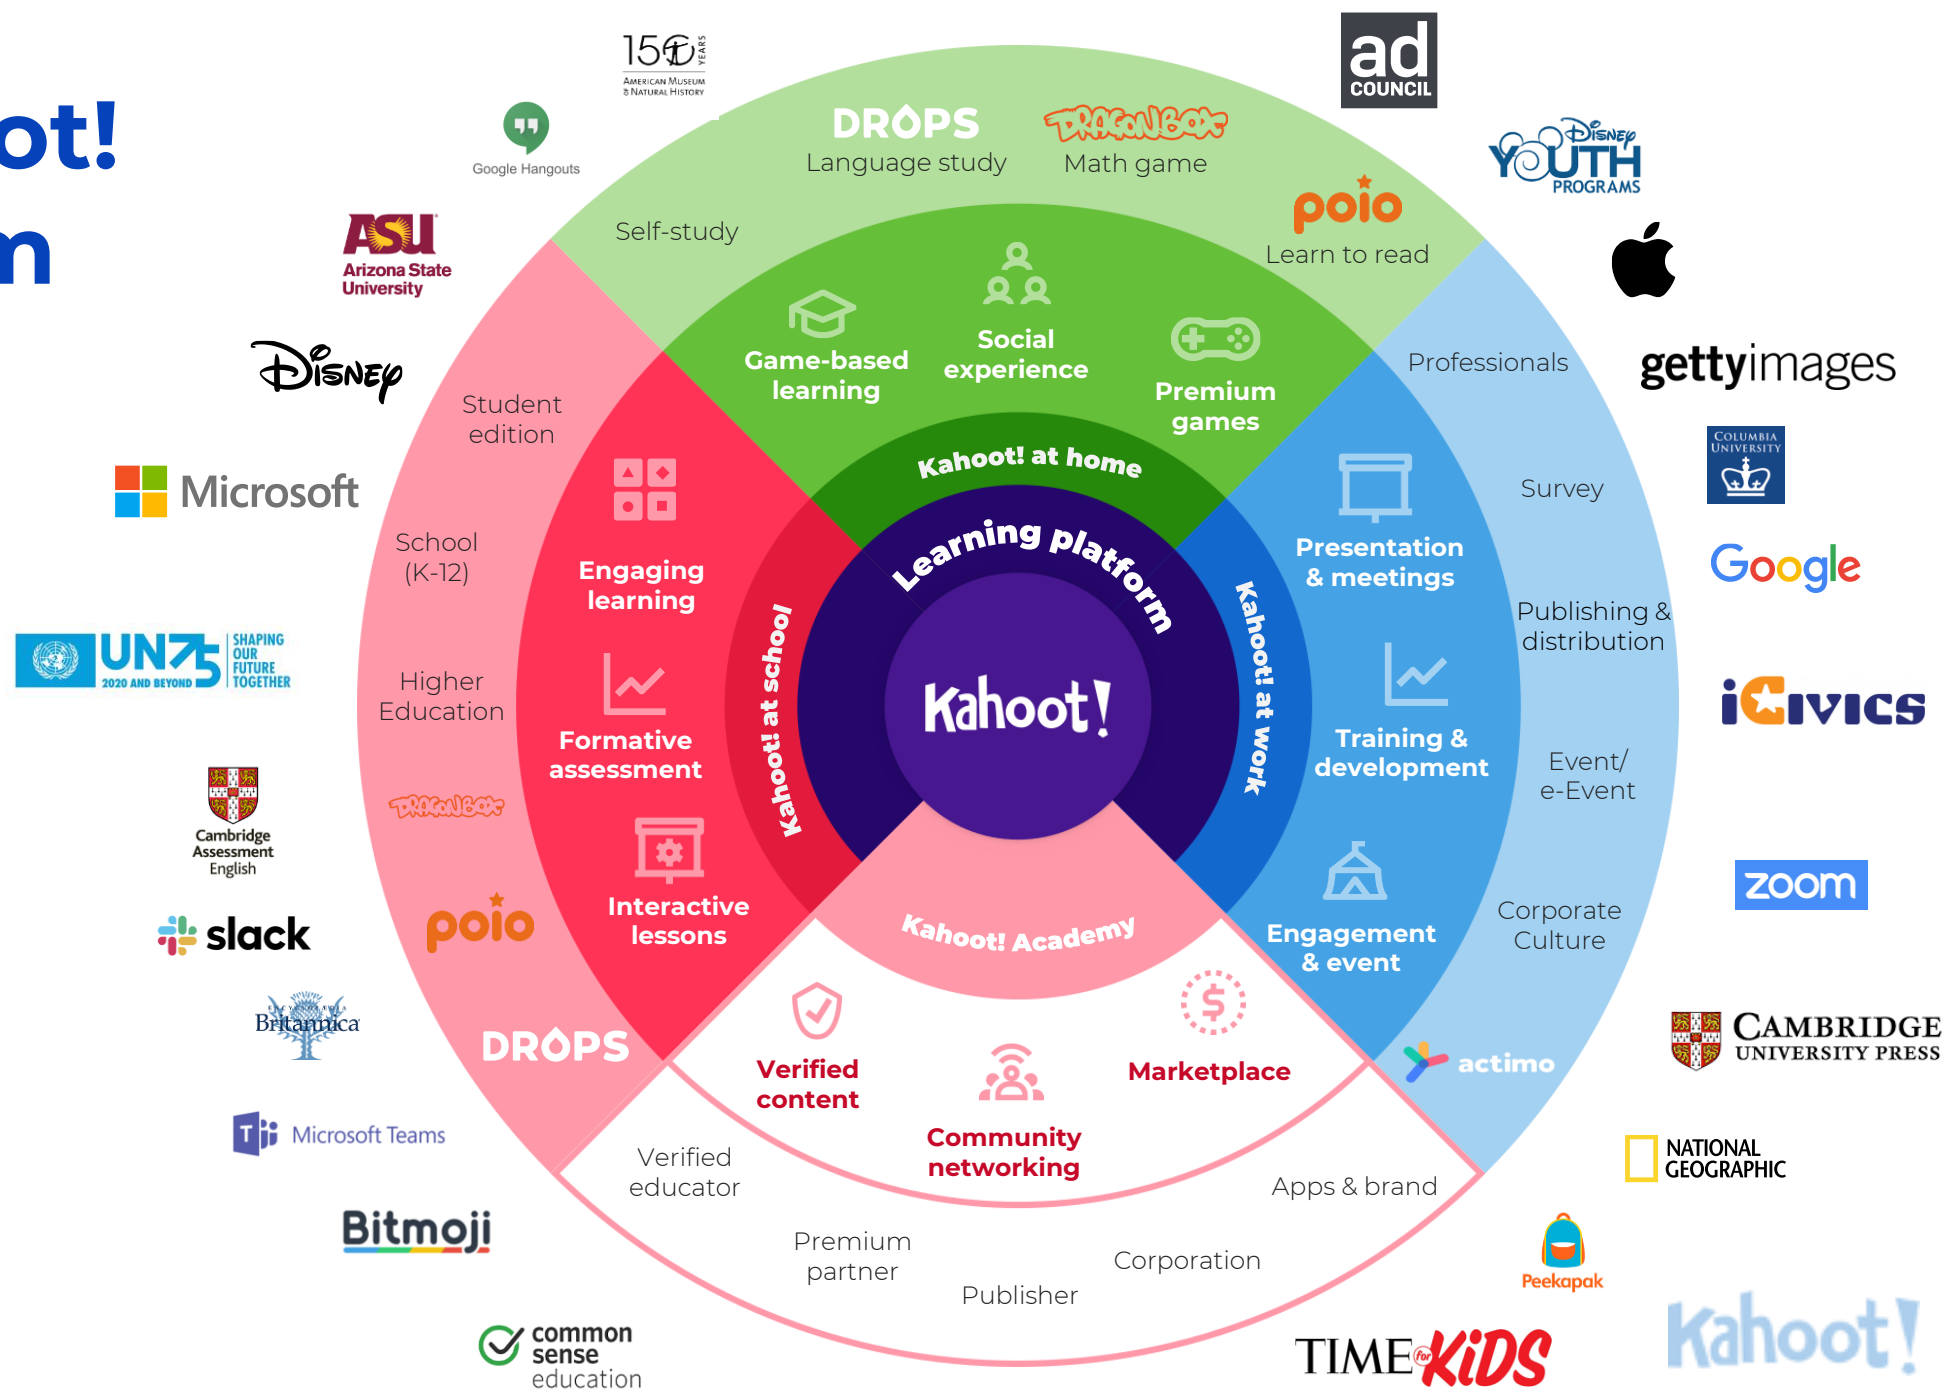 ot!
m
150 YEARS
AMERICAN MUSEUM
& NATURAL HISTORY
Google Hangouts
ASU
Arizona State
University
Disney
Microsoft
UN75
2020 AND BEYOND
SHAPING
OUR
FUTURE
TOGETHER
Cambridge
Assessment
English
slack
ENCYCLOPÆDIA
Britannica
Microsoft Teams
Bitmoji
common
sense
education
ad
COUNCIL
Disney
YOUTH
PROGRAMS
gettyimages
COLUMBIA
UNIVERSITY
Google
iCivics
zoom
CAMBRIDGE
UNIVERSITY PRESS
NATIONAL
GEOGRAPHIC
Peekapak
TIME for KiDS
Kahoot!
DROPS
Language study
DRAGONBOX
Math game
poio
Learn to read
Self-study
Game-based
learning
Social
experience
Premium
games
Kahoot! at home
Student
edition
School
(K-12)
Higher
Education
DRAGONBOX
poio
DROPS
Engaging
learning
Formative
assessment
Interactive
lessons
Kahoot! at school
Learning platform
Kahoot!
Kahoot! at work
Presentation
& meetings
Training &
development
Engagement
& event
Professionals
Survey
Publishing &
distribution
Event/
e-Event
Corporate
Culture
actimo
Kahoot! Academy
Verified
content
Community
networking
Marketplace
Verified
educator
Premium
partner
Publisher
Corporation
Apps & brand